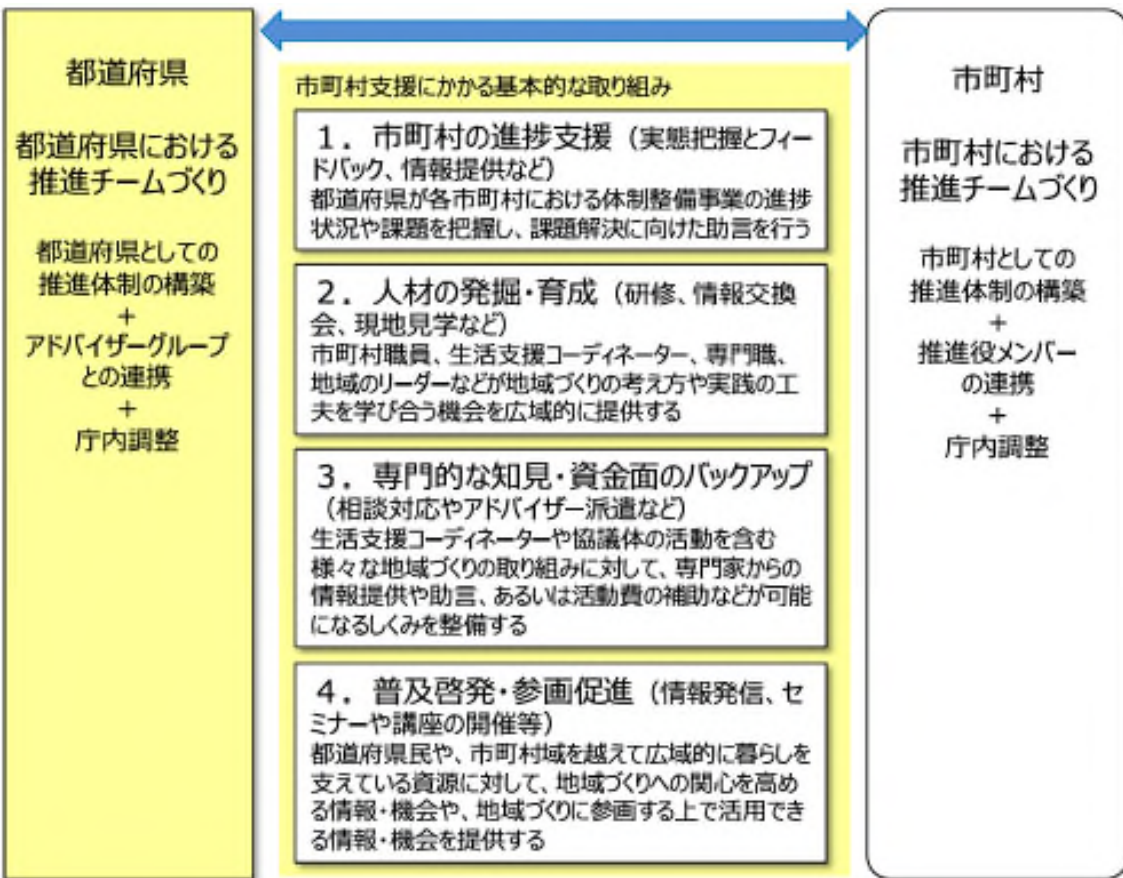 都道府県
都道府県における
推進チームづくり
都道府県としての
推進体制の構築
+
アドバイザーグループ
との連携
+
庁内調整
市町村支援にかかる基本的な取り組み
1．市町村の進捗支援（実態把握とフィー
ドバック、情報提供など）
都道府県が各市町村における体制整備事業の進捗
状況や課題を把握し、課題解決に向けた助言を行う
2．人材の発掘・育成（研修、情報交換
会、現地見学など）
市町村職員、生活支援コーディネーター、専門職、
地域のリーダーなどが地域づくりの考え方や実践の工
夫を学び合う機会を広域的に提供する
3．専門的な知見・資金面のバックアップ
（相談対応やアドバイザー派遣など）
生活支援コーディネーターや協議体の活動を含む
様々な地域づくりの取り組みに対して、専門家からの
情報提供や助言、あるいは活動費の補助などが可能
になるしくみを整備する
4．普及啓発・参画促進（情報発信、セ
ミナーや講座の開催等）
都道府県民や、市町村域を越えて広域的に暮らしを
支えている資源に対して、地域づくりへの関心を高め
る情報・機会や、地域づくりに参画する上で活用でき
る情報・機会を提供する
市町村
市町村における
推進チームづくり
市町村としての
推進体制の構築
+
推進役メンバー
の連携
+
庁内調整